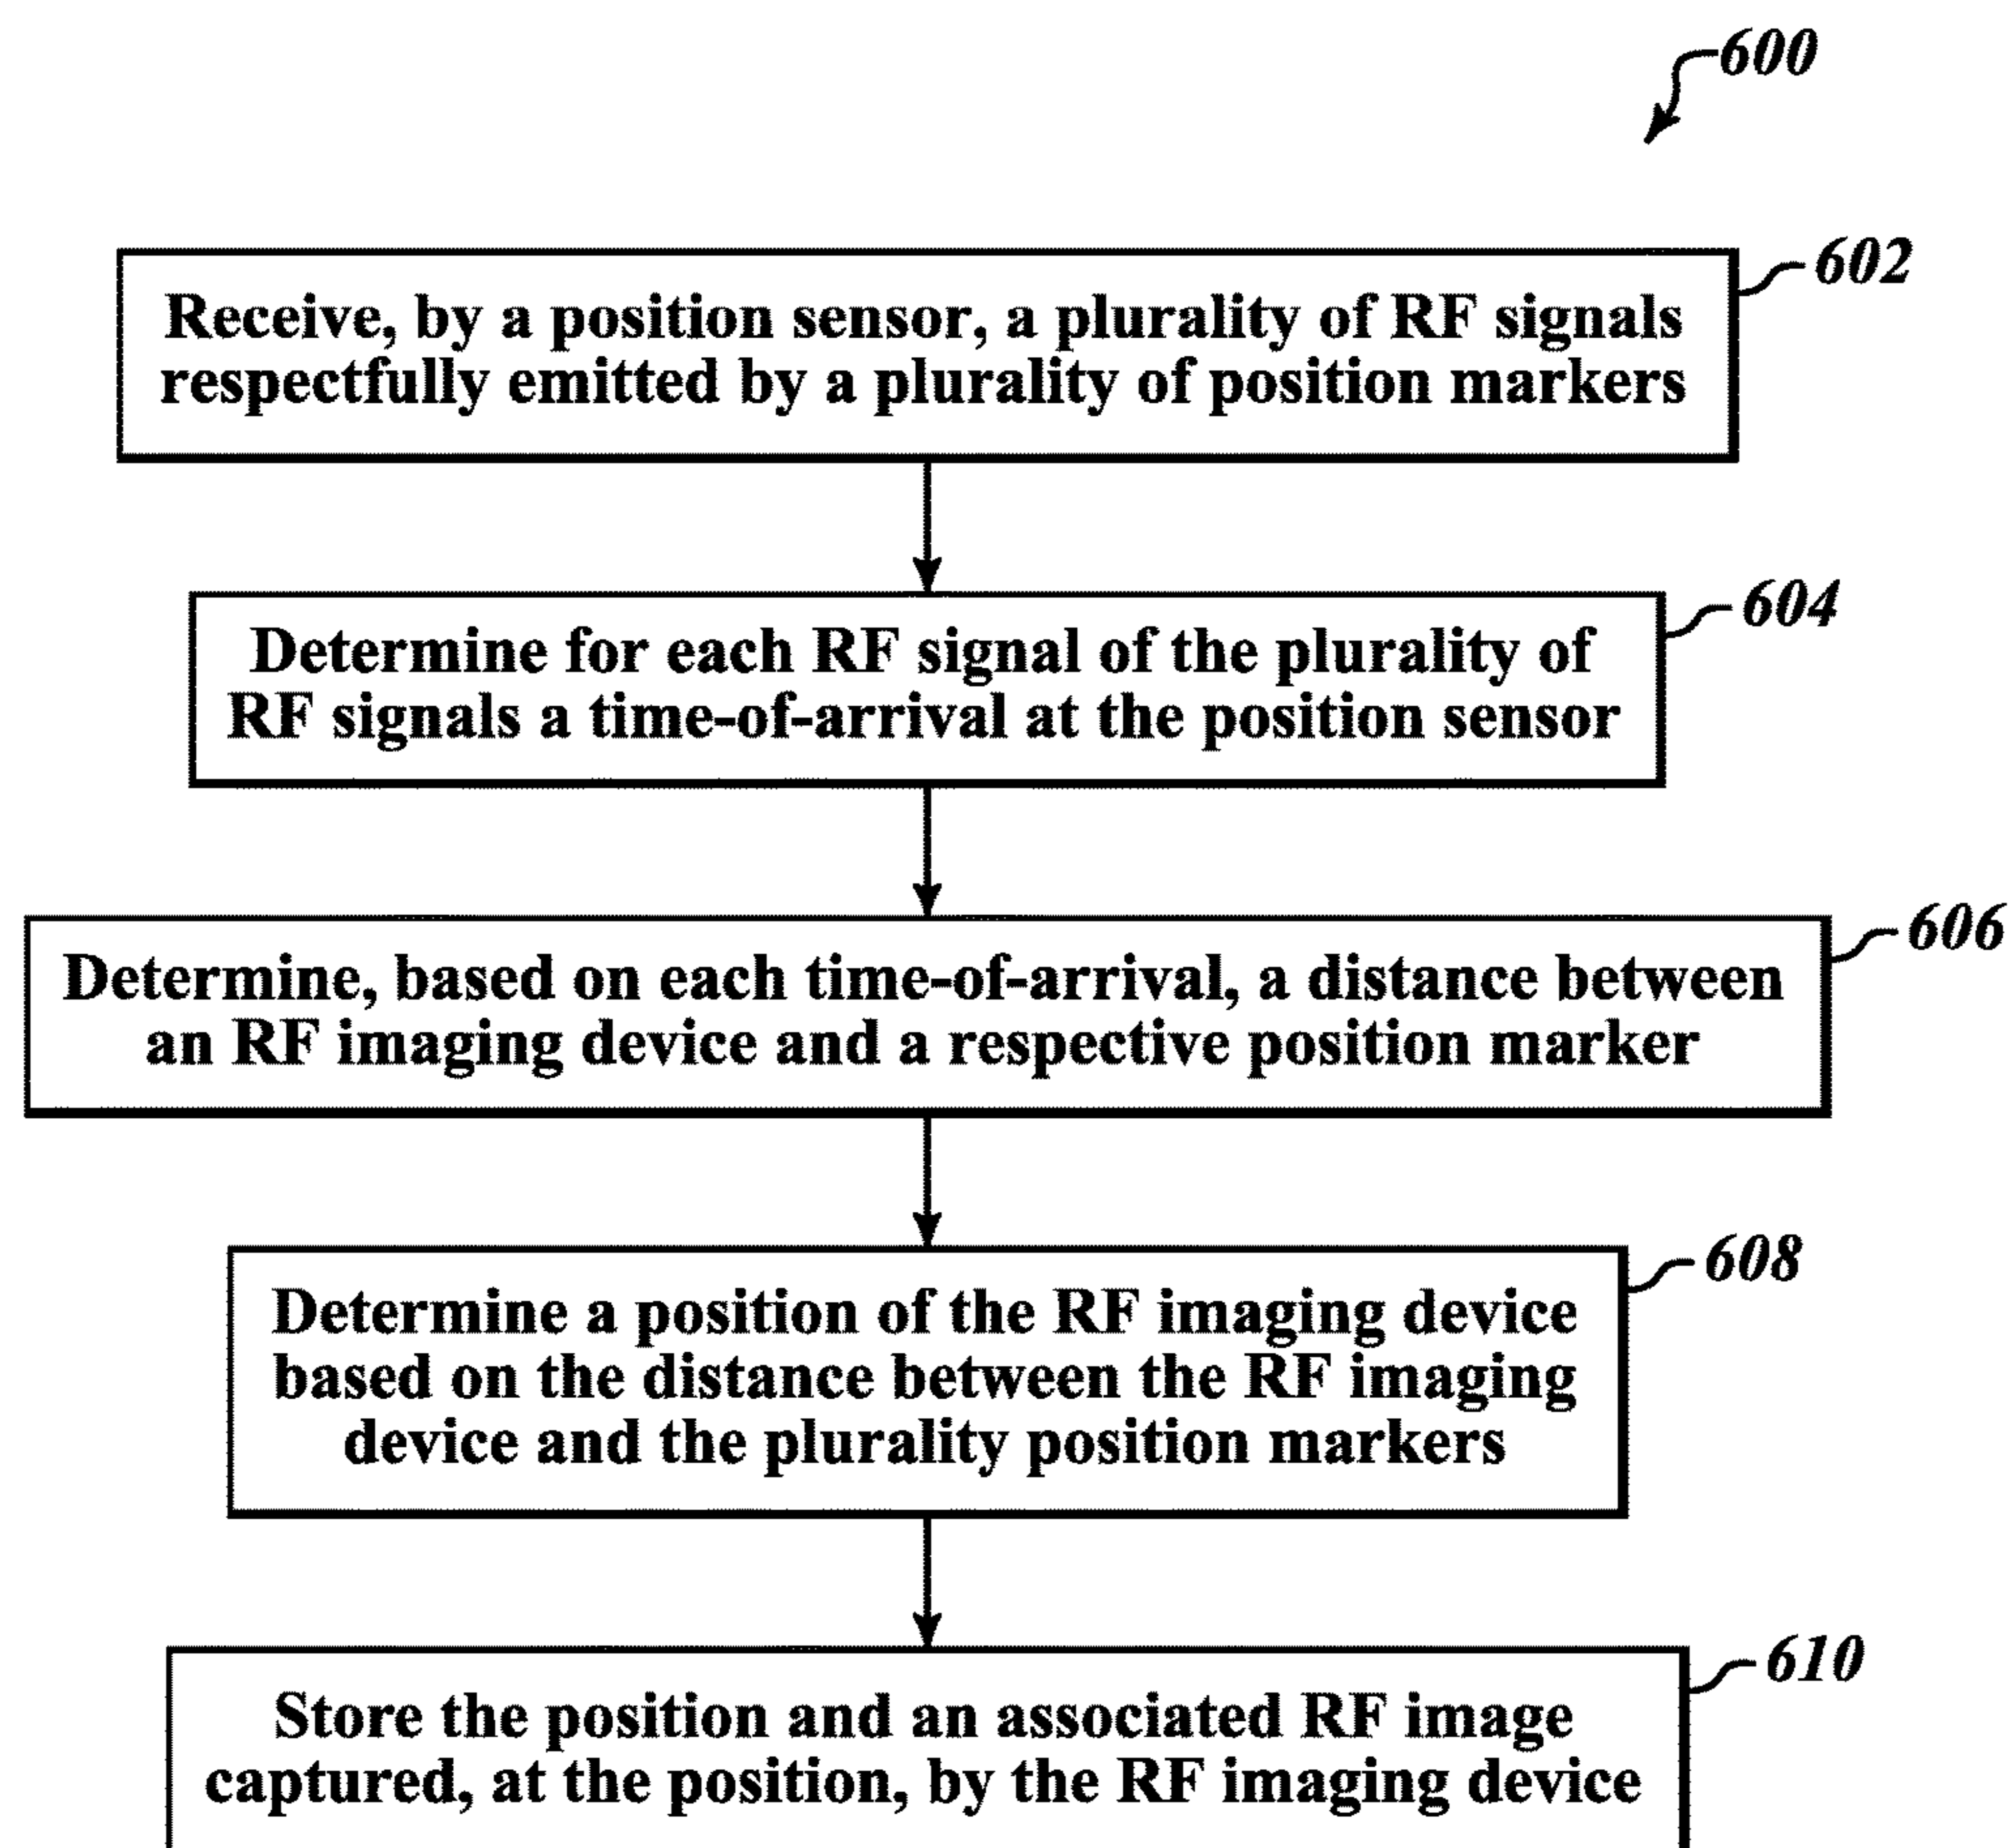 600
602
Receive, by a position sensor, a plurality of RF signals
respectfully emitted by a plurality of position markers
604
Determine for each RF signal of the plurality of
RF signals a time-of-arrival at the position sensor
606
Determine, based on each time-of-arrival, a distance between
an RF imaging device and a respective position marker
608
Determine a position of the RF imaging device
based on the distance between the RF imaging
device and the plurality position markers
610
Store the position and an associated RF image
captured, at the position, by the RF imaging device